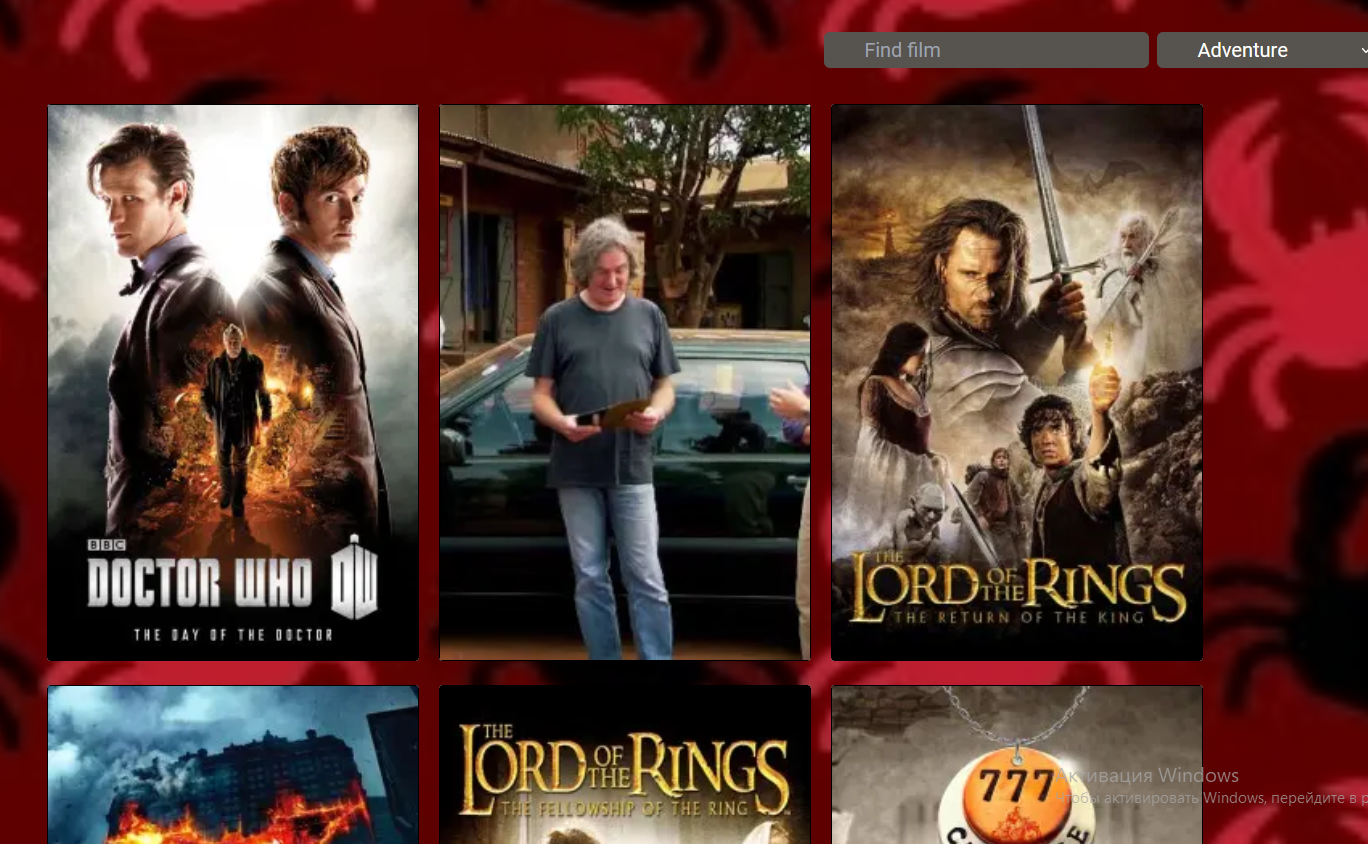 Find film
Adventure
BBC
DOCTOR WHO DW
THE DAY OF THE DOCTOR
THE
LORD OF THE RINGS
THE RETURN OF THE KING
THE
LORD OF THE RINGS
THE FELLOWSHIP OF THE RING
777
Активация Windows
Чтобы активировать Windows, перейдите в